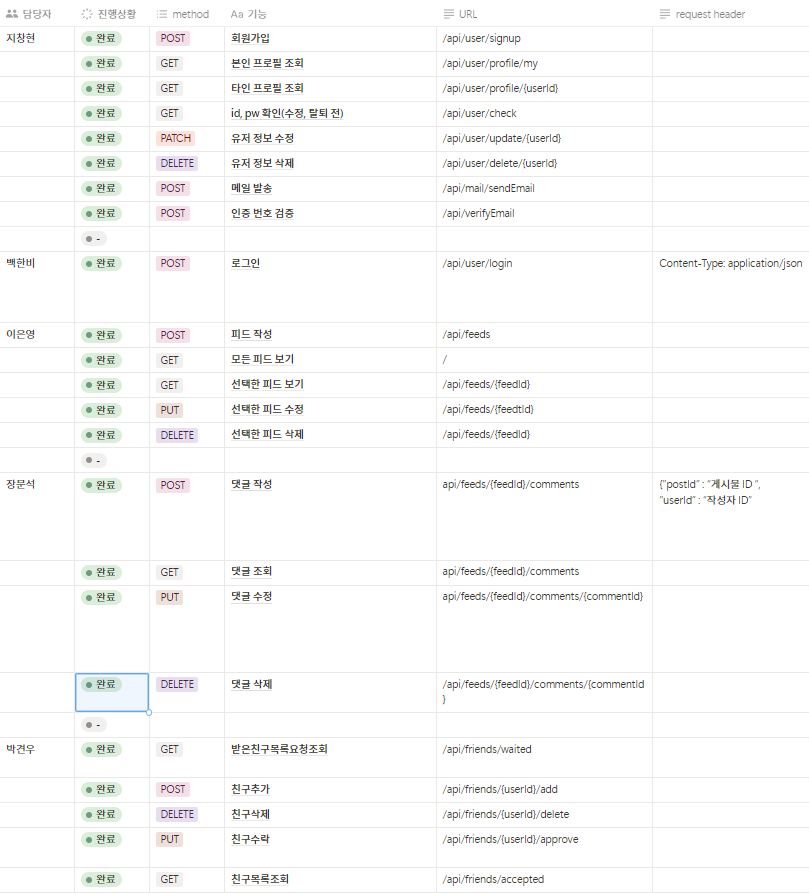 담당자 진행상황 method Aa 기능 URL request header
지창현 완료 POST 회원가입 /api/user/signup
완료 GET 본인 프로필 조회 /api/user/profile/my
완료 GET 타인 프로필 조회 /api/user/profile/{userId}
완료 GET id, pw 확인(수정, 탈퇴 전) /api/user/check
완료 PATCH 유저 정보 수정 /api/user/update/{userId}
완료 DELETE 유저 정보 삭제 /api/user/delete/{userId}
완료 POST 메일 발송 /api/mail/sendEmail
완료 POST 인증 번호 검증 /api/verifyEmail
-
백한비 완료 POST 로그인 /api/user/login Content-Type: application/json
이은영 완료 POST 피드 작성 /api/feeds
완료 GET 모든 피드 보기 /
완료 GET 선택한 피드 보기 /api/feeds/{feedId}
완료 PUT 선택한 피드 수정 /api/feeds/{feedtId}
완료 DELETE 선택한 피드 삭제 /api/feeds/{feedId}
-
장문석 완료 POST 댓글 작성 api/feeds/{feedId}/comments {"postId" : "게시물 ID ",
"userId" : "작성자 ID"
완료 GET 댓글 조회 api/feeds/{feedId}/comments
완료 PUT 댓글 수정 api/feeds/{feedId}/comments/{commentId}
완료 DELETE 댓글 삭제 /api/feeds/{feedId}/comments/{commentId
}
-
박견우 완료 GET 받은친구목록요청조회 /api/friends/waited
완료 POST 친구추가 /api/friends/{userId}/add
완료 DELETE 친구삭제 /api/friends/{userId}/delete
완료 PUT 친구수락 /api/friends/{userId}/approve
완료 GET 친구목록조회 /api/friends/accepted